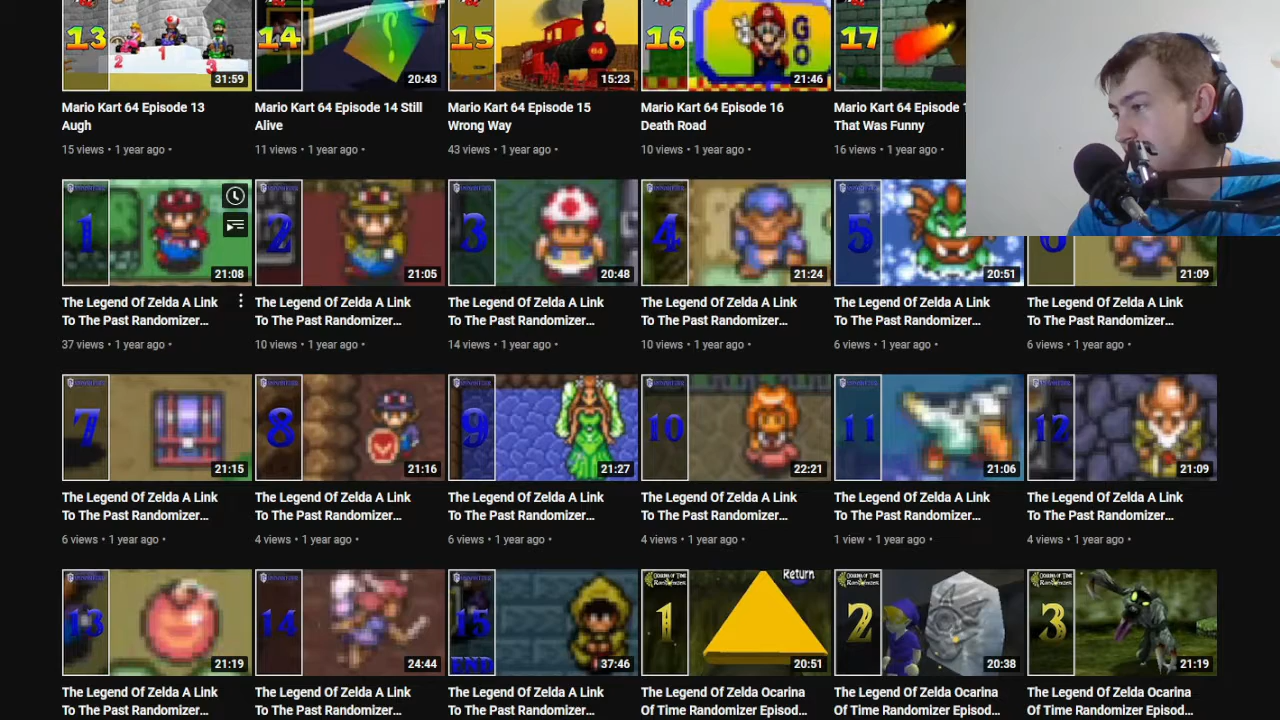 13
2
1
3
31:59
14
20:43
15
64
15:23
16
GO
21:46
17
Mario Kart 64 Episode 13
Augh
15 views • 1 year ago •
Mario Kart 64 Episode 14 Still
Alive
11 views • 1 year ago •
Mario Kart 64 Episode 15
Wrong Way
43 views • 1 year ago •
Mario Kart 64 Episode 16
Death Road
10 views • 1 year ago •
Mario Kart 64 Episode
That Was Funny
16 views • 1 year ago •
1
21:08
2
21:05
3
20:48
4
21:24
5
20:51
6
21:09
The Legend Of Zelda A Link
To The Past Randomizer...
37 views • 1 year ago •
The Legend Of Zelda A Link
To The Past Randomizer...
10 views • 1 year ago •
The Legend Of Zelda A Link
To The Past Randomizer...
14 views • 1 year ago •
The Legend Of Zelda A Link
To The Past Randomizer...
10 views • 1 year ago •
The Legend Of Zelda A Link
To The Past Randomizer...
6 views • 1 year ago •
The Legend Of Zelda A Link
To The Past Randomizer...
6 views • 1 year ago •
7
21:15
8
21:16
9
21:27
10
22:21
11
21:06
12
21:09
The Legend Of Zelda A Link
To The Past Randomizer...
6 views • 1 year ago •
The Legend Of Zelda A Link
To The Past Randomizer...
4 views • 1 year ago •
The Legend Of Zelda A Link
To The Past Randomizer...
6 views • 1 year ago •
The Legend Of Zelda A Link
To The Past Randomizer...
4 views • 1 year ago •
The Legend Of Zelda A Link
To The Past Randomizer...
1 view • 1 year ago •
The Legend Of Zelda A Link
To The Past Randomizer...
4 views • 1 year ago •
13
21:19
14
24:44
15
END
37:46
Ocarina of Time
Randomizer
1
Return
20:51
Ocarina of Time
Randomizer
2
20:38
Ocarina of Time
Randomizer
3
21:19
The Legend Of Zelda A Link
To The Past Randomizer...
The Legend Of Zelda A Link
To The Past Randomizer...
The Legend Of Zelda A Link
To The Past Randomizer...
The Legend Of Zelda Ocarina
Of Time Randomizer Episod...
The Legend Of Zelda Ocarina
Of Time Randomizer Episod...
The Legend Of Zelda Ocarina
Of Time Randomizer Episod...